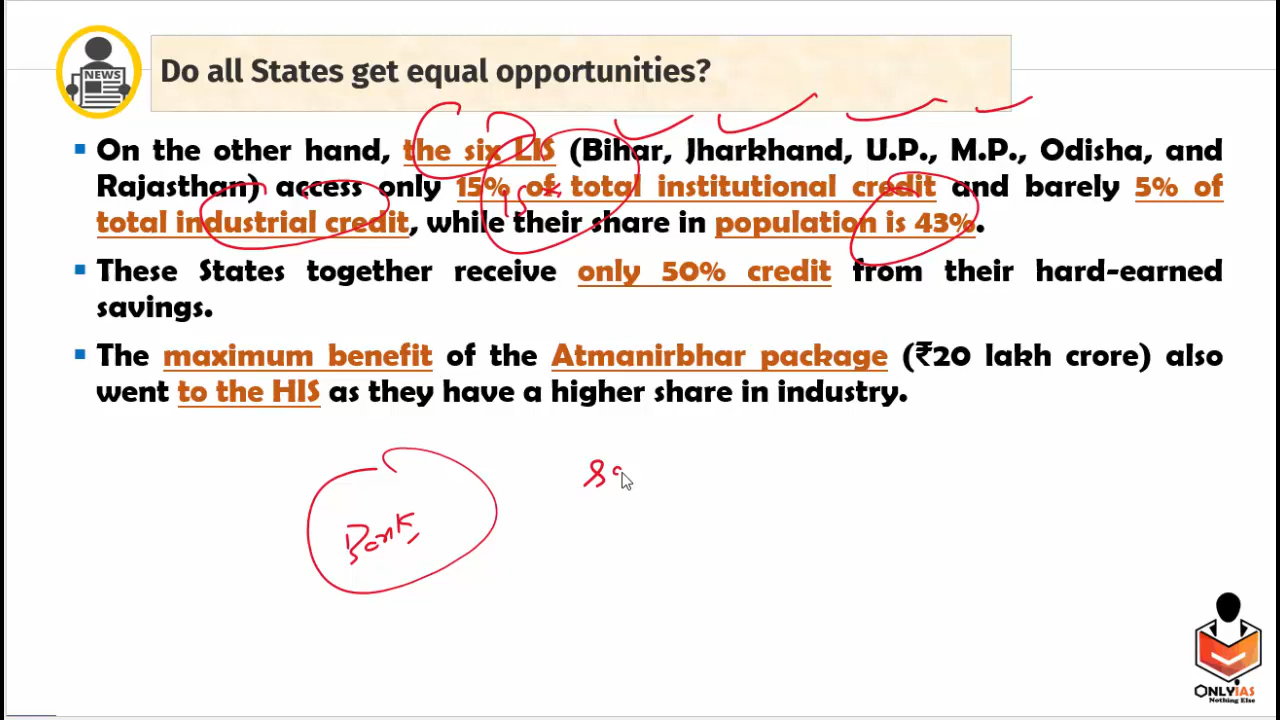 NEWS
Do all States get equal opportunities?
On the other hand, the six LIS (Bihar, Jharkhand, U.P., M.P., Odisha, and
Rajasthan) access only 15% of total institutional credit and barely 5% of
total industrial credit, while their share in population is 43%.
15%
These States together receive only 50% credit from their hard-earned
savings.
The maximum benefit of the Atmanirbhar package (₹20 lakh crore) also
went to the HIS as they have a higher share in industry.
Bank
ONLYIAS
Nothing Else